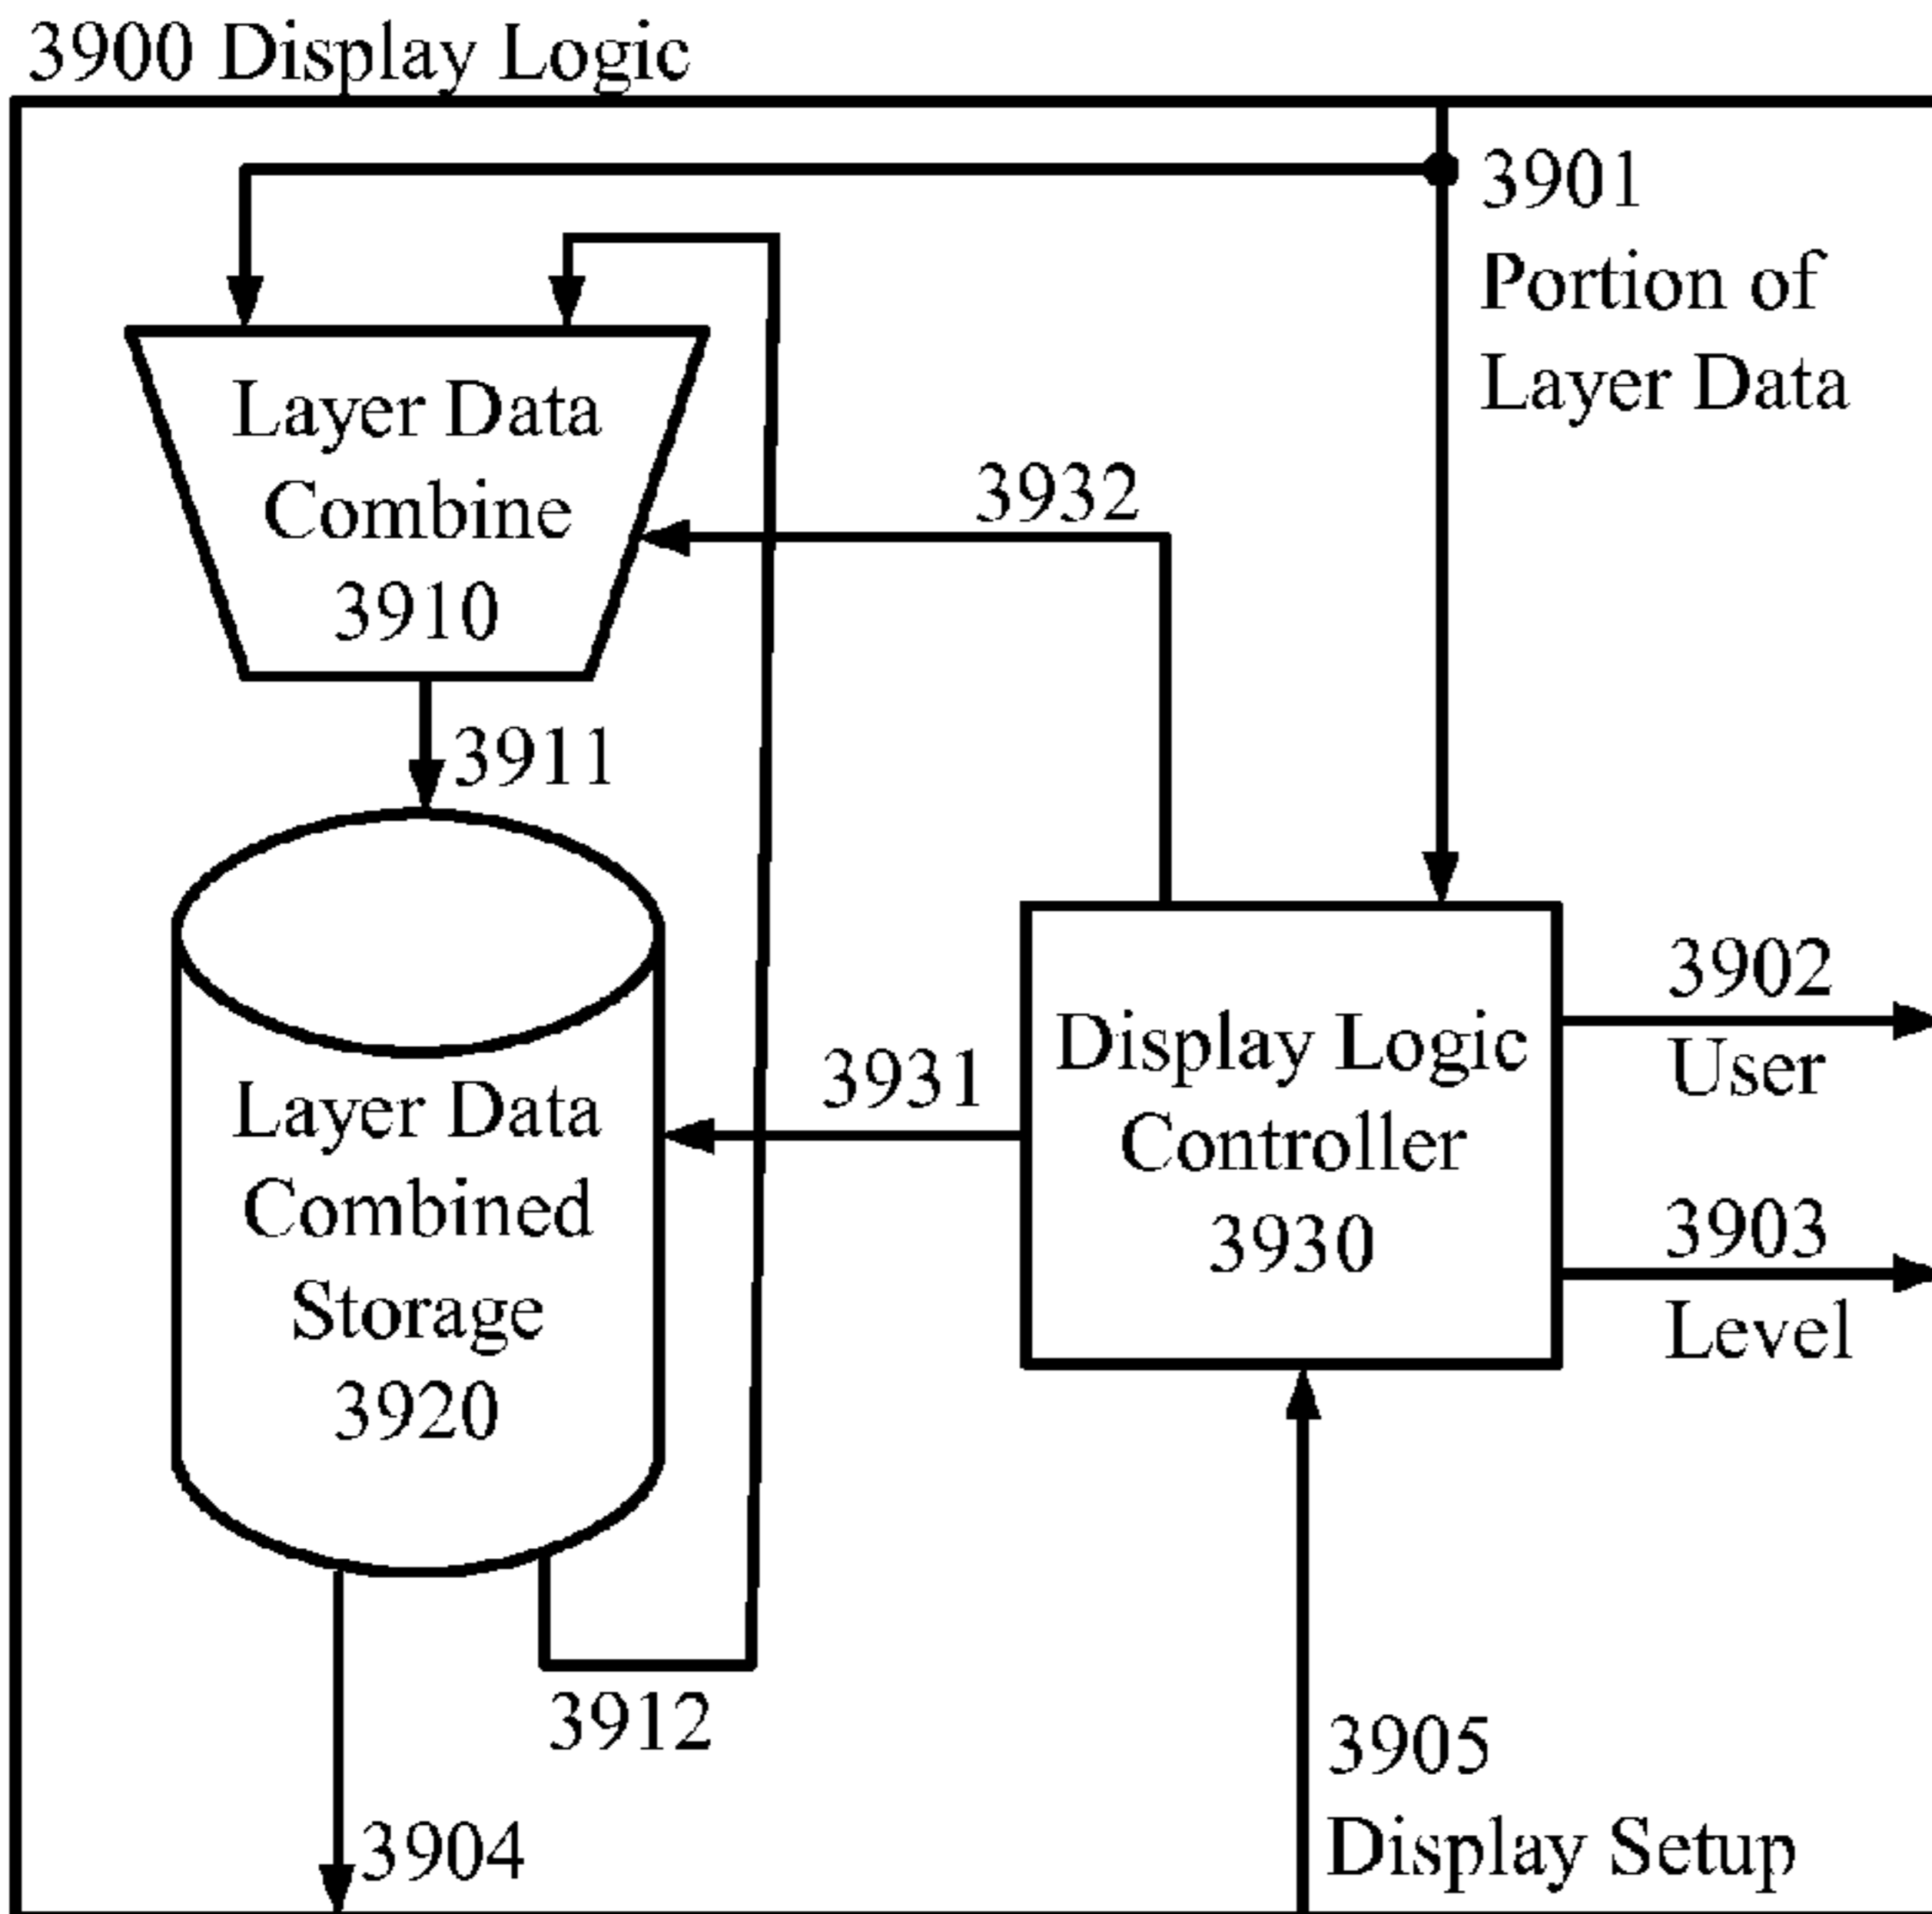 3900 Display Logic
3901
Portion of
Layer Data
Layer Data
Combine
3910
3932
3911
3902
User
Display Logic
Controller
3930
3931
Layer Data
Combined
Storage
3920
3903
Level
3912
3905
Display Setup
3904